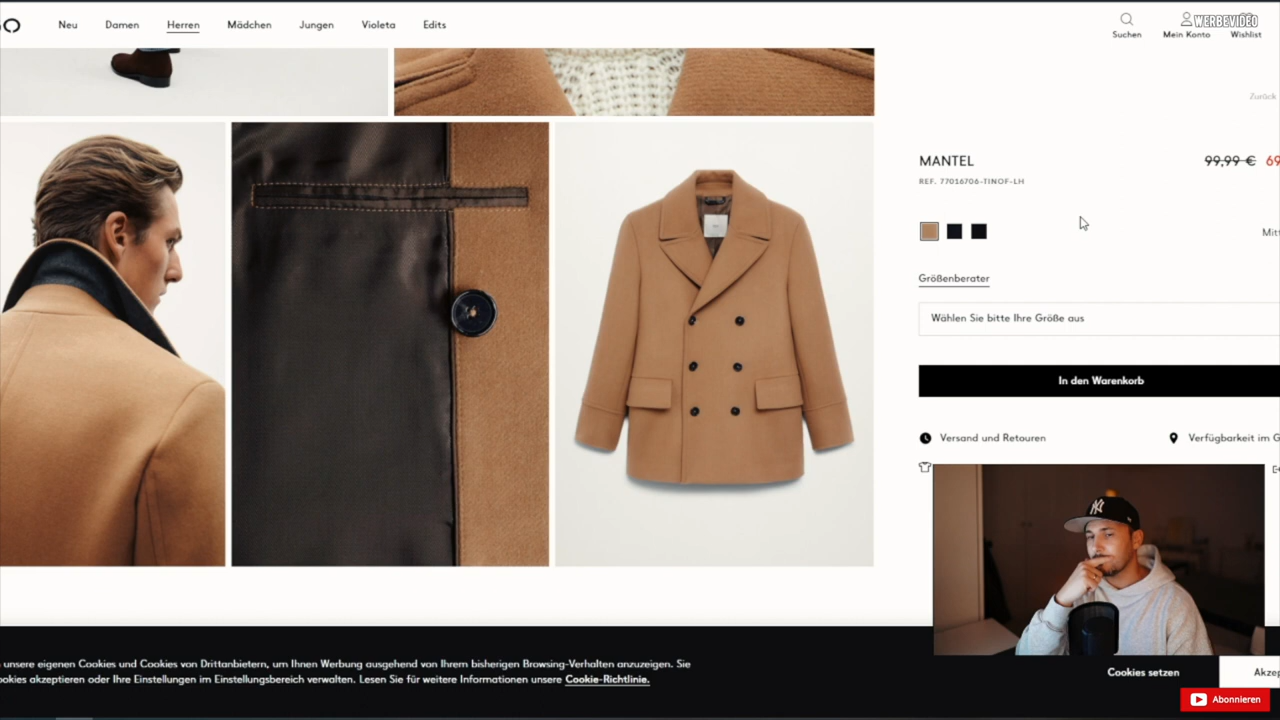 Neu Damen Herren Mädchen Jungen Violeta Edits
WERBEVIDEO
Suchen Mein Konto Wishlist
Zurück
MANTEL 99,99 € 69
REF. 77016706-TINOF-LH
Größenberater
Wählen Sie bitte Ihre Größe aus
In den Warenkorb
Versand und Retouren Verfügbarkeit im G
NY
unsere eigenen Cookies und Cookies von Drittanbietern, um Ihnen Werbung ausgehend von Ihrem bisherigen Browsing-Verhalten anzuzeigen. Sie
ookies akzeptieren oder Ihre Einstellungen im Einstellungsbereich verwalten. Lesen Sie für weitere Informationen unsere Cookie-Richtlinie.
Cookies setzen Akzep
Abonnieren